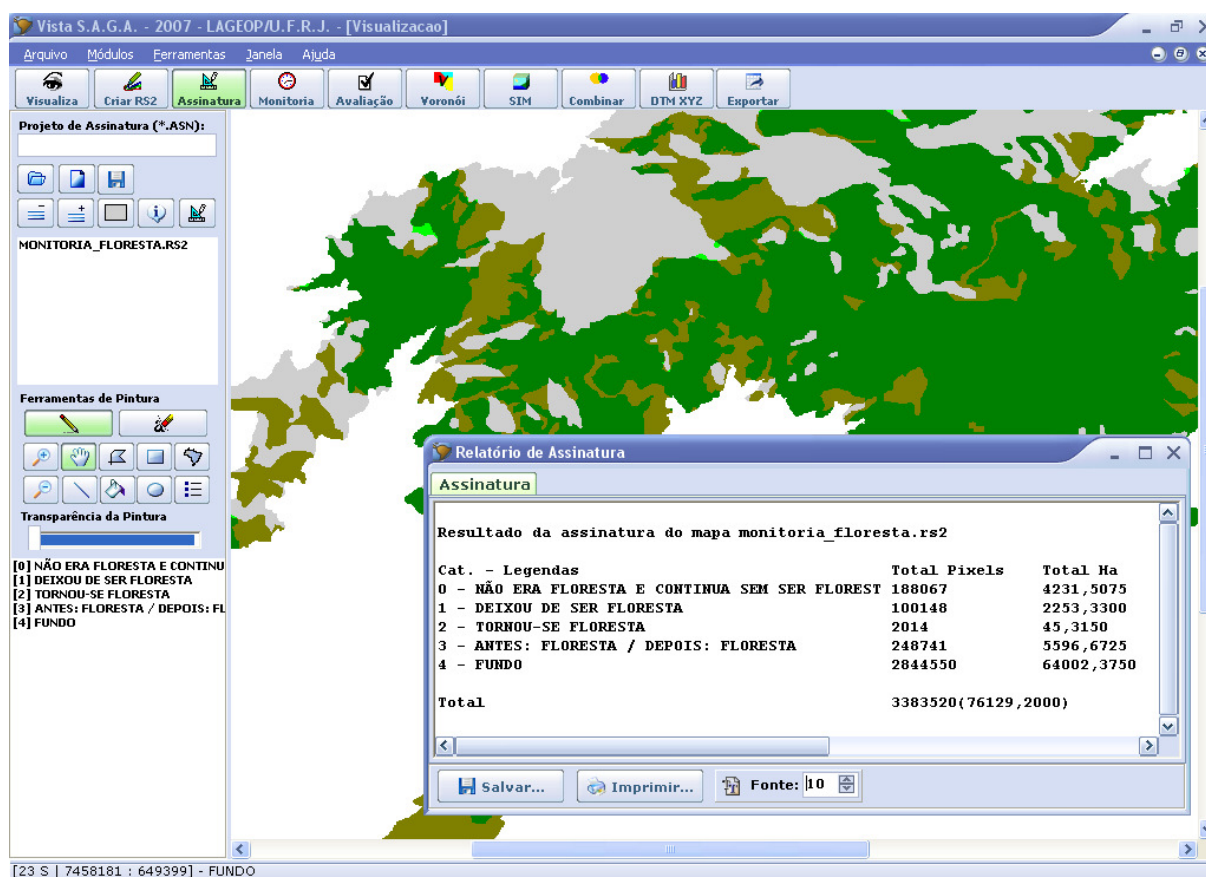 Vista S.A.G.A. - 2007 - LAGEOP/U.F.R.J. - [Visualizacao]
Arquivo Módulos Ferramentas Janela Ajuda
Visualiza Criar RS2 Assinatura Monitoria Avaliação Voronói SIM Combinar DTM XYZ Exportar
Projeto de Assinatura (*.ASN):
MONITORIA_FLORESTA.RS2
Ferramentas de Pintura
Transparência da Pintura
[0] NÃO ERA FLORESTA E CONTINU
[1] DEIXOU DE SER FLORESTA
[2] TORNOU-SE FLORESTA
[3] ANTES: FLORESTA / DEPOIS: FL
[4] FUNDO
Relatório de Assinatura
Assinatura
Resultado da assinatura do mapa monitoria_floresta.rs2
Cat. - Legendas Total Pixels Total Ha
0 - NÃO ERA FLORESTA E CONTINUA SEM SER FLOREST 188067 4231,5075
1 - DEIXOU DE SER FLORESTA 100148 2253,3300
2 - TORNOU-SE FLORESTA 2014 45,3150
3 - ANTES: FLORESTA / DEPOIS: FLORESTA 248741 5596,6725
4 - FUNDO 2844550 64002,3750
Total 3383520(76129,2000)
Salvar... Imprimir... Fonte: 10
[23 S | 7458181 : 649399] - FUNDO